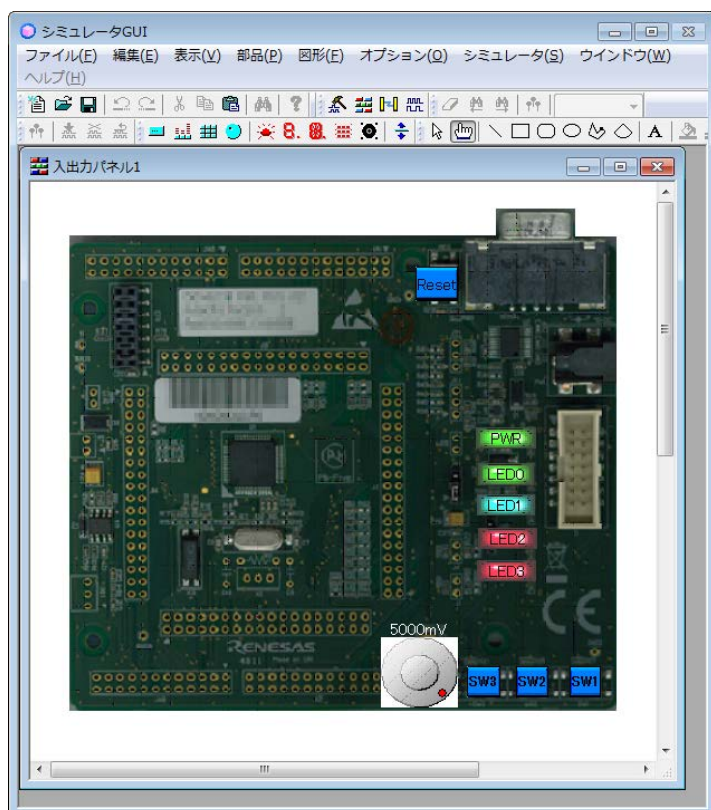 シミュレータGUI
ファイル(F) 編集(E) 表示(V) 部品(P) 図形(F) オプション(O) シミュレータ(S) ウインドウ(W)
ヘルプ(H)
A
入出力パネル1
Reset
PWR
LED0
LED1
LED2
LED3
5000mV
RENESAS
CE
SW3 SW2 SW1